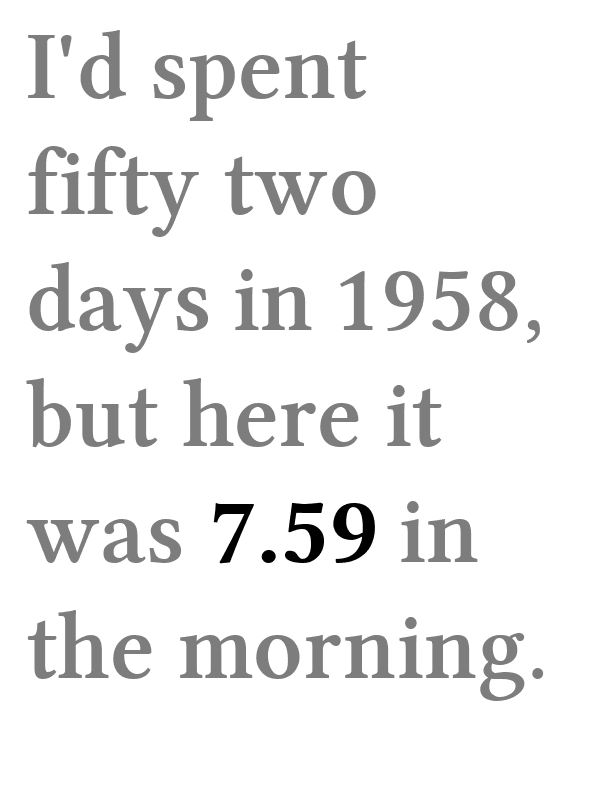 I'd spent
fifty two
days in 1958,
but here it
was 7.59 in
the morning.